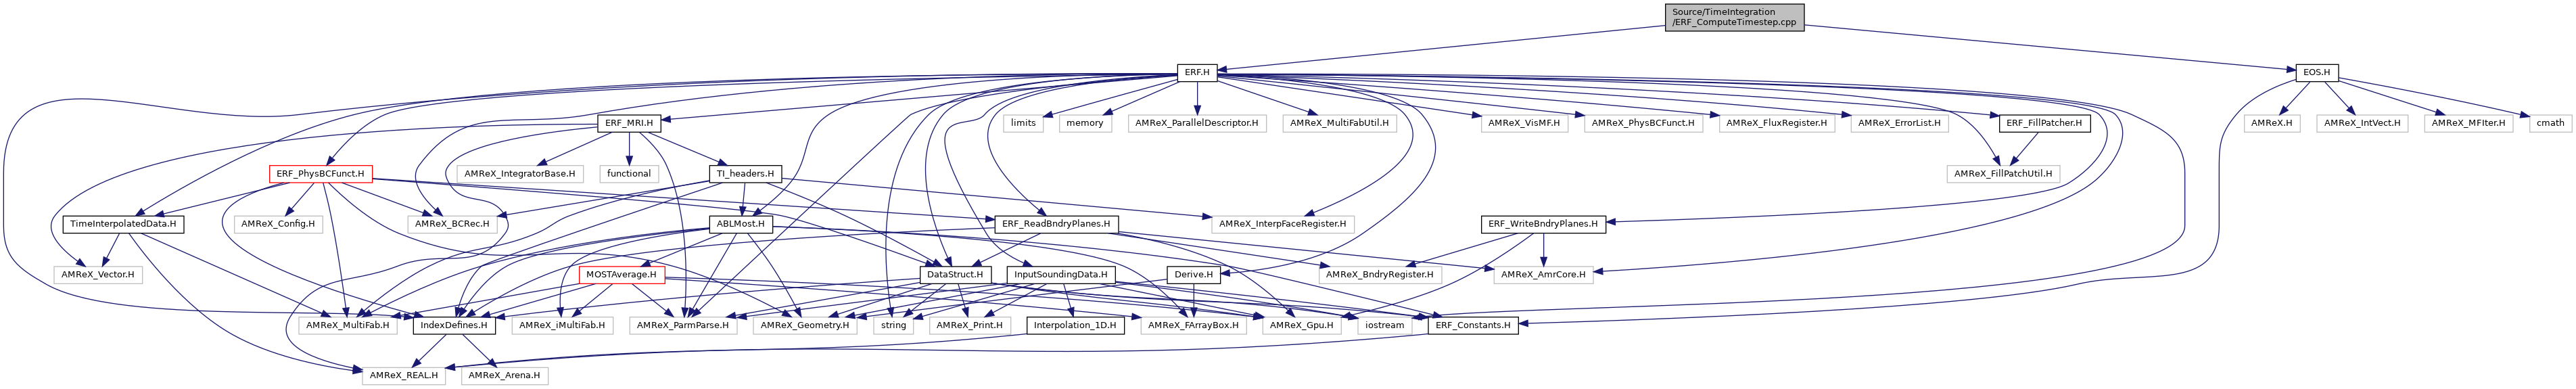 Source/TimeIntegration
/ERF_ComputeTimestep.cpp
ERF.H
EOS.H
ERF_MRI.H
limits
memory
AMReX_ParallelDescriptor.H
AMReX_MultiFabUtil.H
AMReX_VisMF.H
AMReX_PhysBCFunct.H
AMReX_FluxRegister.H
AMReX_ErrorList.H
ERF_FillPatcher.H
AMReX.H
AMReX_IntVect.H
AMReX_MFIter.H
cmath
ERF_PhysBCFunct.H
AMReX_IntegratorBase.H
functional
TI_headers.H
AMReX_FillPatchUtil.H
TimeInterpolatedData.H
AMReX_Config.H
AMReX_BCRec.H
ABLMost.H
ERF_ReadBndryPlanes.H
AMReX_InterpFaceRegister.H
ERF_WriteBndryPlanes.H
AMReX_Vector.H
MOSTAverage.H
DataStruct.H
InputSoundingData.H
Derive.H
AMReX_BndryRegister.H
AMReX_AmrCore.H
AMReX_MultiFab.H
IndexDefines.H
AMReX_iMultiFab.H
AMReX_ParmParse.H
AMReX_Geometry.H
string
AMReX_Print.H
Interpolation_1D.H
AMReX_FArrayBox.H
AMReX_Gpu.H
iostream
ERF_Constants.H
AMReX_REAL.H
AMReX_Arena.H